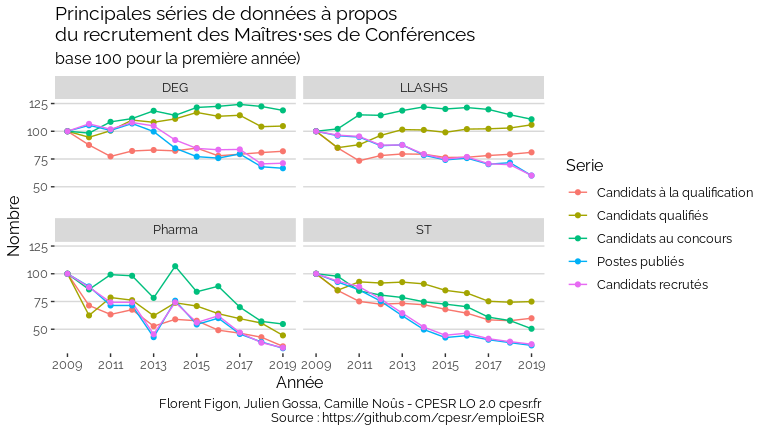 Principales séries de données à propos
du recrutement des Maîtres·ses de Conférences
base 100 pour la première année)
DEG
LLASHS
125
100
75
50
Pharma
ST
125
100
75
50
2009 2011 2013 2015 2017 2019 2009 2011 2013 2015 2017 2019
Nombre
Année
Serie
Candidats à la qualification
Candidats qualifiés
Candidats au concours
Postes publiés
Candidats recrutés
Florent Figon, Julien Gossa, Camille Noûs - CPESR LO 2.0 cpesr.fr
Source : https://github.com/cpesr/emploiESR